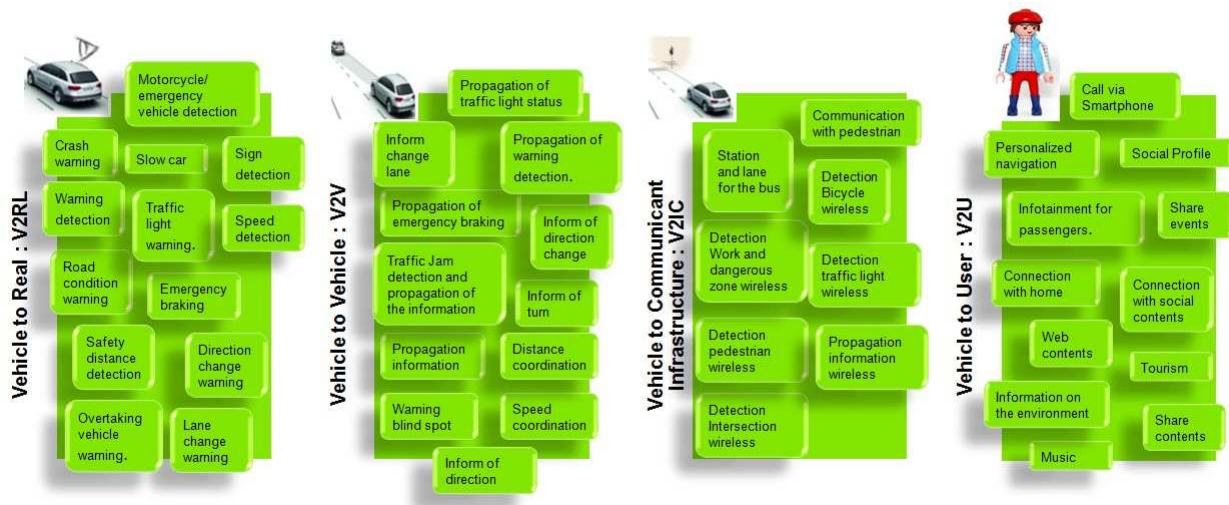 Vehicle to Real : V2RL
Motorcycle/
emergency
vehicle detection
Crash
warning
Slow car
Sign
detection
Warning
detection
Traffic
light
warning.
Speed
detection
Road
condition
warning
Emergency
braking
Safety
distance
detection
Direction
change
warning
Overtaking
vehicle
warning.
Lane
change
warning
Vehicle to Vehicle : V2V
Propagation of
traffic light status
Inform
change
lane
Propagation of
warning
detection.
Propagation of
emergency braking
Inform of
direction
change
Traffic Jam
detection and
propagation of
the information
Inform of
turn
Propagation
information
Distance
coordination
Warning
blind spot
Speed
coordination
Inform of
direction
Vehicle to Communicant
Infrastructure : V2IC
Communication
with pedestrian
Station
and lane
for the bus
Detection
Bicycle
wireless
Detection
Work and
dangerous
zone wireless
Detection
traffic light
wireless
Detection
pedestrian
wireless
Propagation
information
wireless
Detection
Intersection
wireless
Vehicle to User : V2U
Call via
Smartphone
Personalized
navigation
Social Profile
Infotainment for
passengers.
Share
events
Connection
with home
Connection
with social
contents
Web
contents
Tourism
Information on
the environment
Share
contents
Music